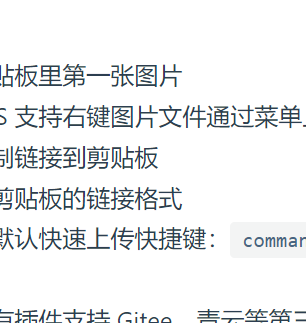 贴板里第一张图片
S 支持右键图片文件通过菜单
制链接到剪贴板
剪贴板的链接格式
默认快速上传快捷键： comman
有插件支持 Gitee、青云等第三